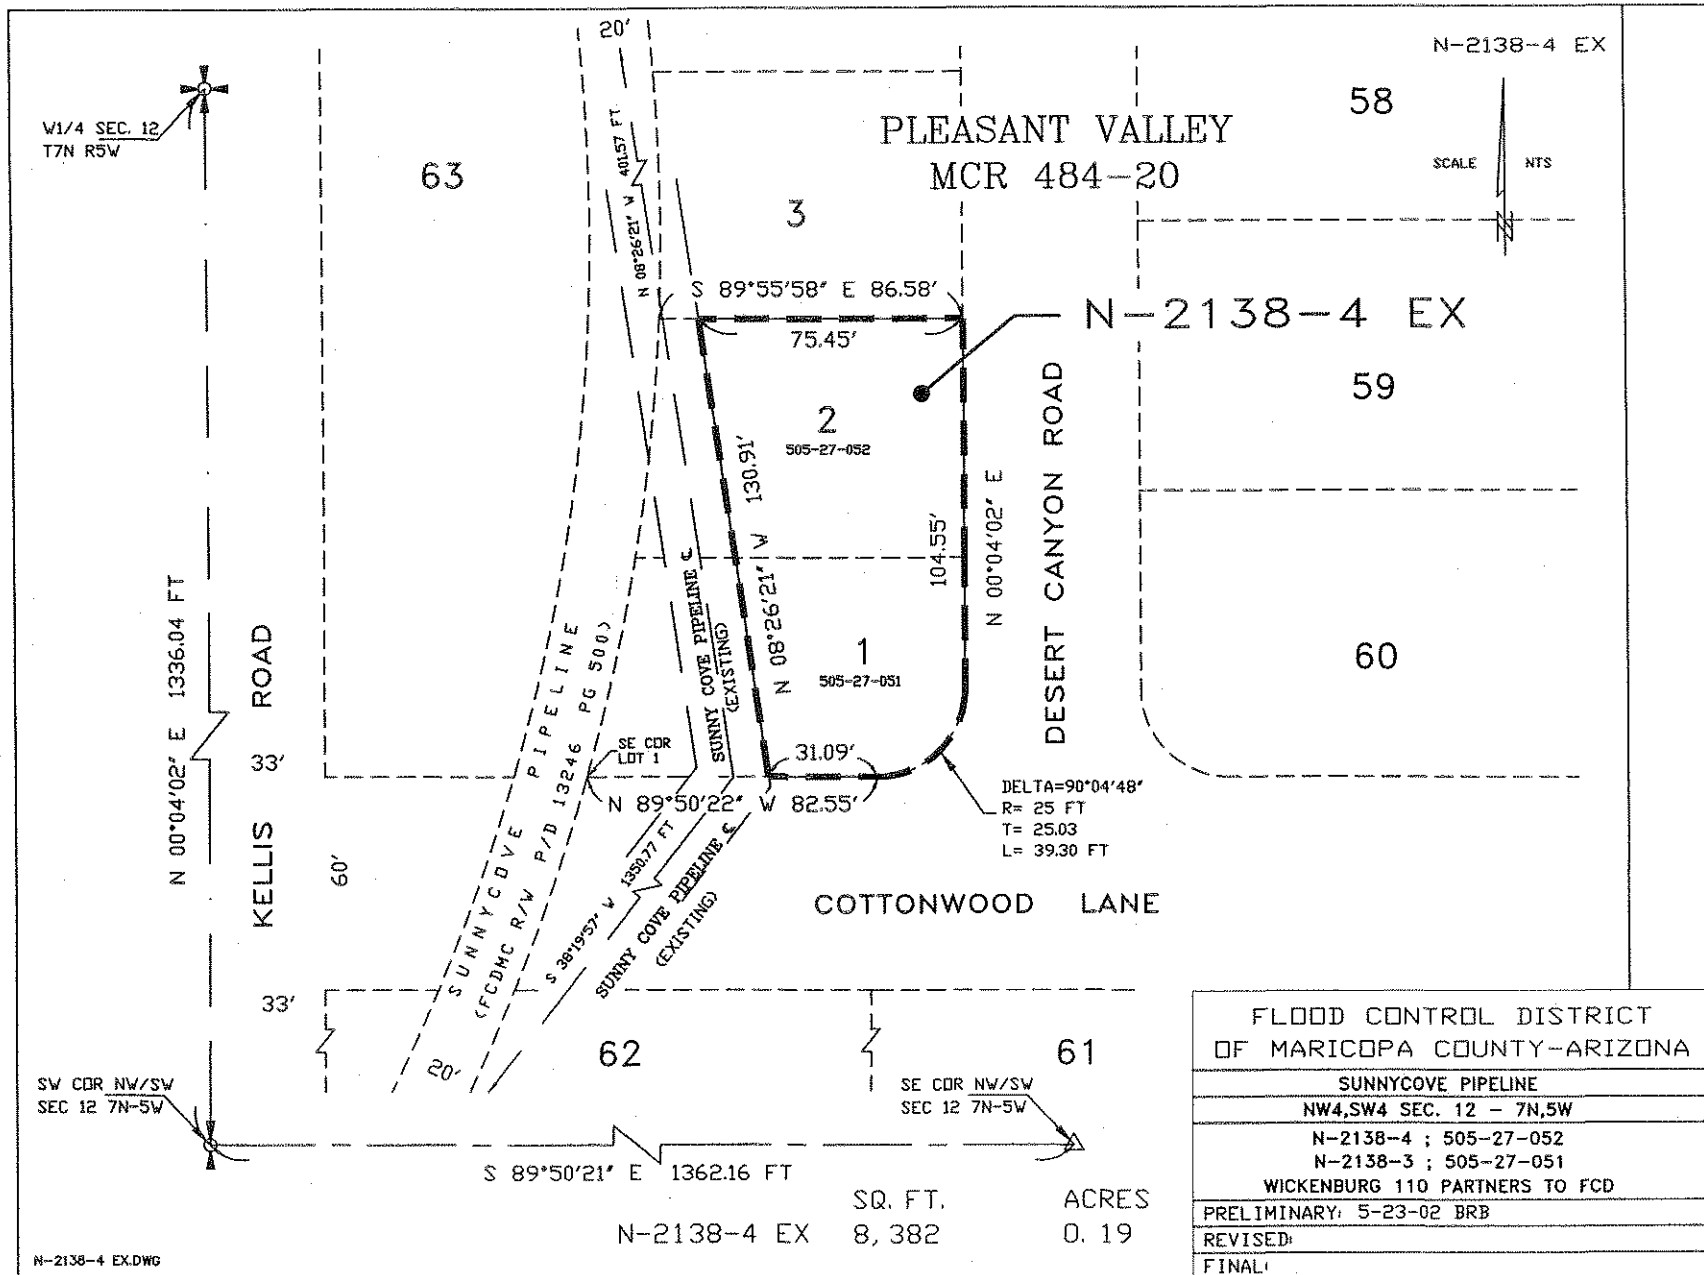 20'
N-2138-4 EX
W1/4 SEC. 12
T7N R5W
63
N 08°26'21" W 401.57 FT
PLEASANT VALLEY
MCR 484-20
58
SCALE NTS
3
S 89°55'58" E 86.58'
75.45'
N-2138-4 EX
2
505-27-052
59
N 08°26'21" W 130.91'
104.55'
N 00°04'02" E
DESERT CANYON ROAD
1
505-27-051
60
N 00°04'02" E 1336.04 FT
KELLIS ROAD
33'
60'
33'
SUNNYCOVE PIPELINE
(FCDMC R/W P/D 13246 PG 500)
20'
SE COR
LOT 1
SUNNY COVE PIPELINE ℄
SUNNY COVE PIPELINE
(EXISTING)
31.09'
N 89°50'22" W 82.55'
DELTA=90°04'48"
R= 25 FT
T= 25.03
L= 39.30 FT
S 38°19'57" W 1350.77 FT
SUNNY COVE PIPELINE ℄
(EXISTING)
COTTONWOOD LANE
62
61
SW COR NW/SW
SEC 12 7N-5W
SE COR NW/SW
SEC 12 7N-5W
S 89°50'21" E 1362.16 FT
SQ. FT. ACRES
N-2138-4 EX 8,382 0.19
N-2138-4 EX.DWG
FLOOD CONTROL DISTRICT
OF MARICOPA COUNTY-ARIZONA
SUNNYCOVE PIPELINE
NW4,SW4 SEC. 12 - 7N,5W
N-2138-4 ; 505-27-052
N-2138-3 ; 505-27-051
WICKENBURG 110 PARTNERS TO FCD
PRELIMINARY: 5-23-02 BRB
REVISED:
FINAL: